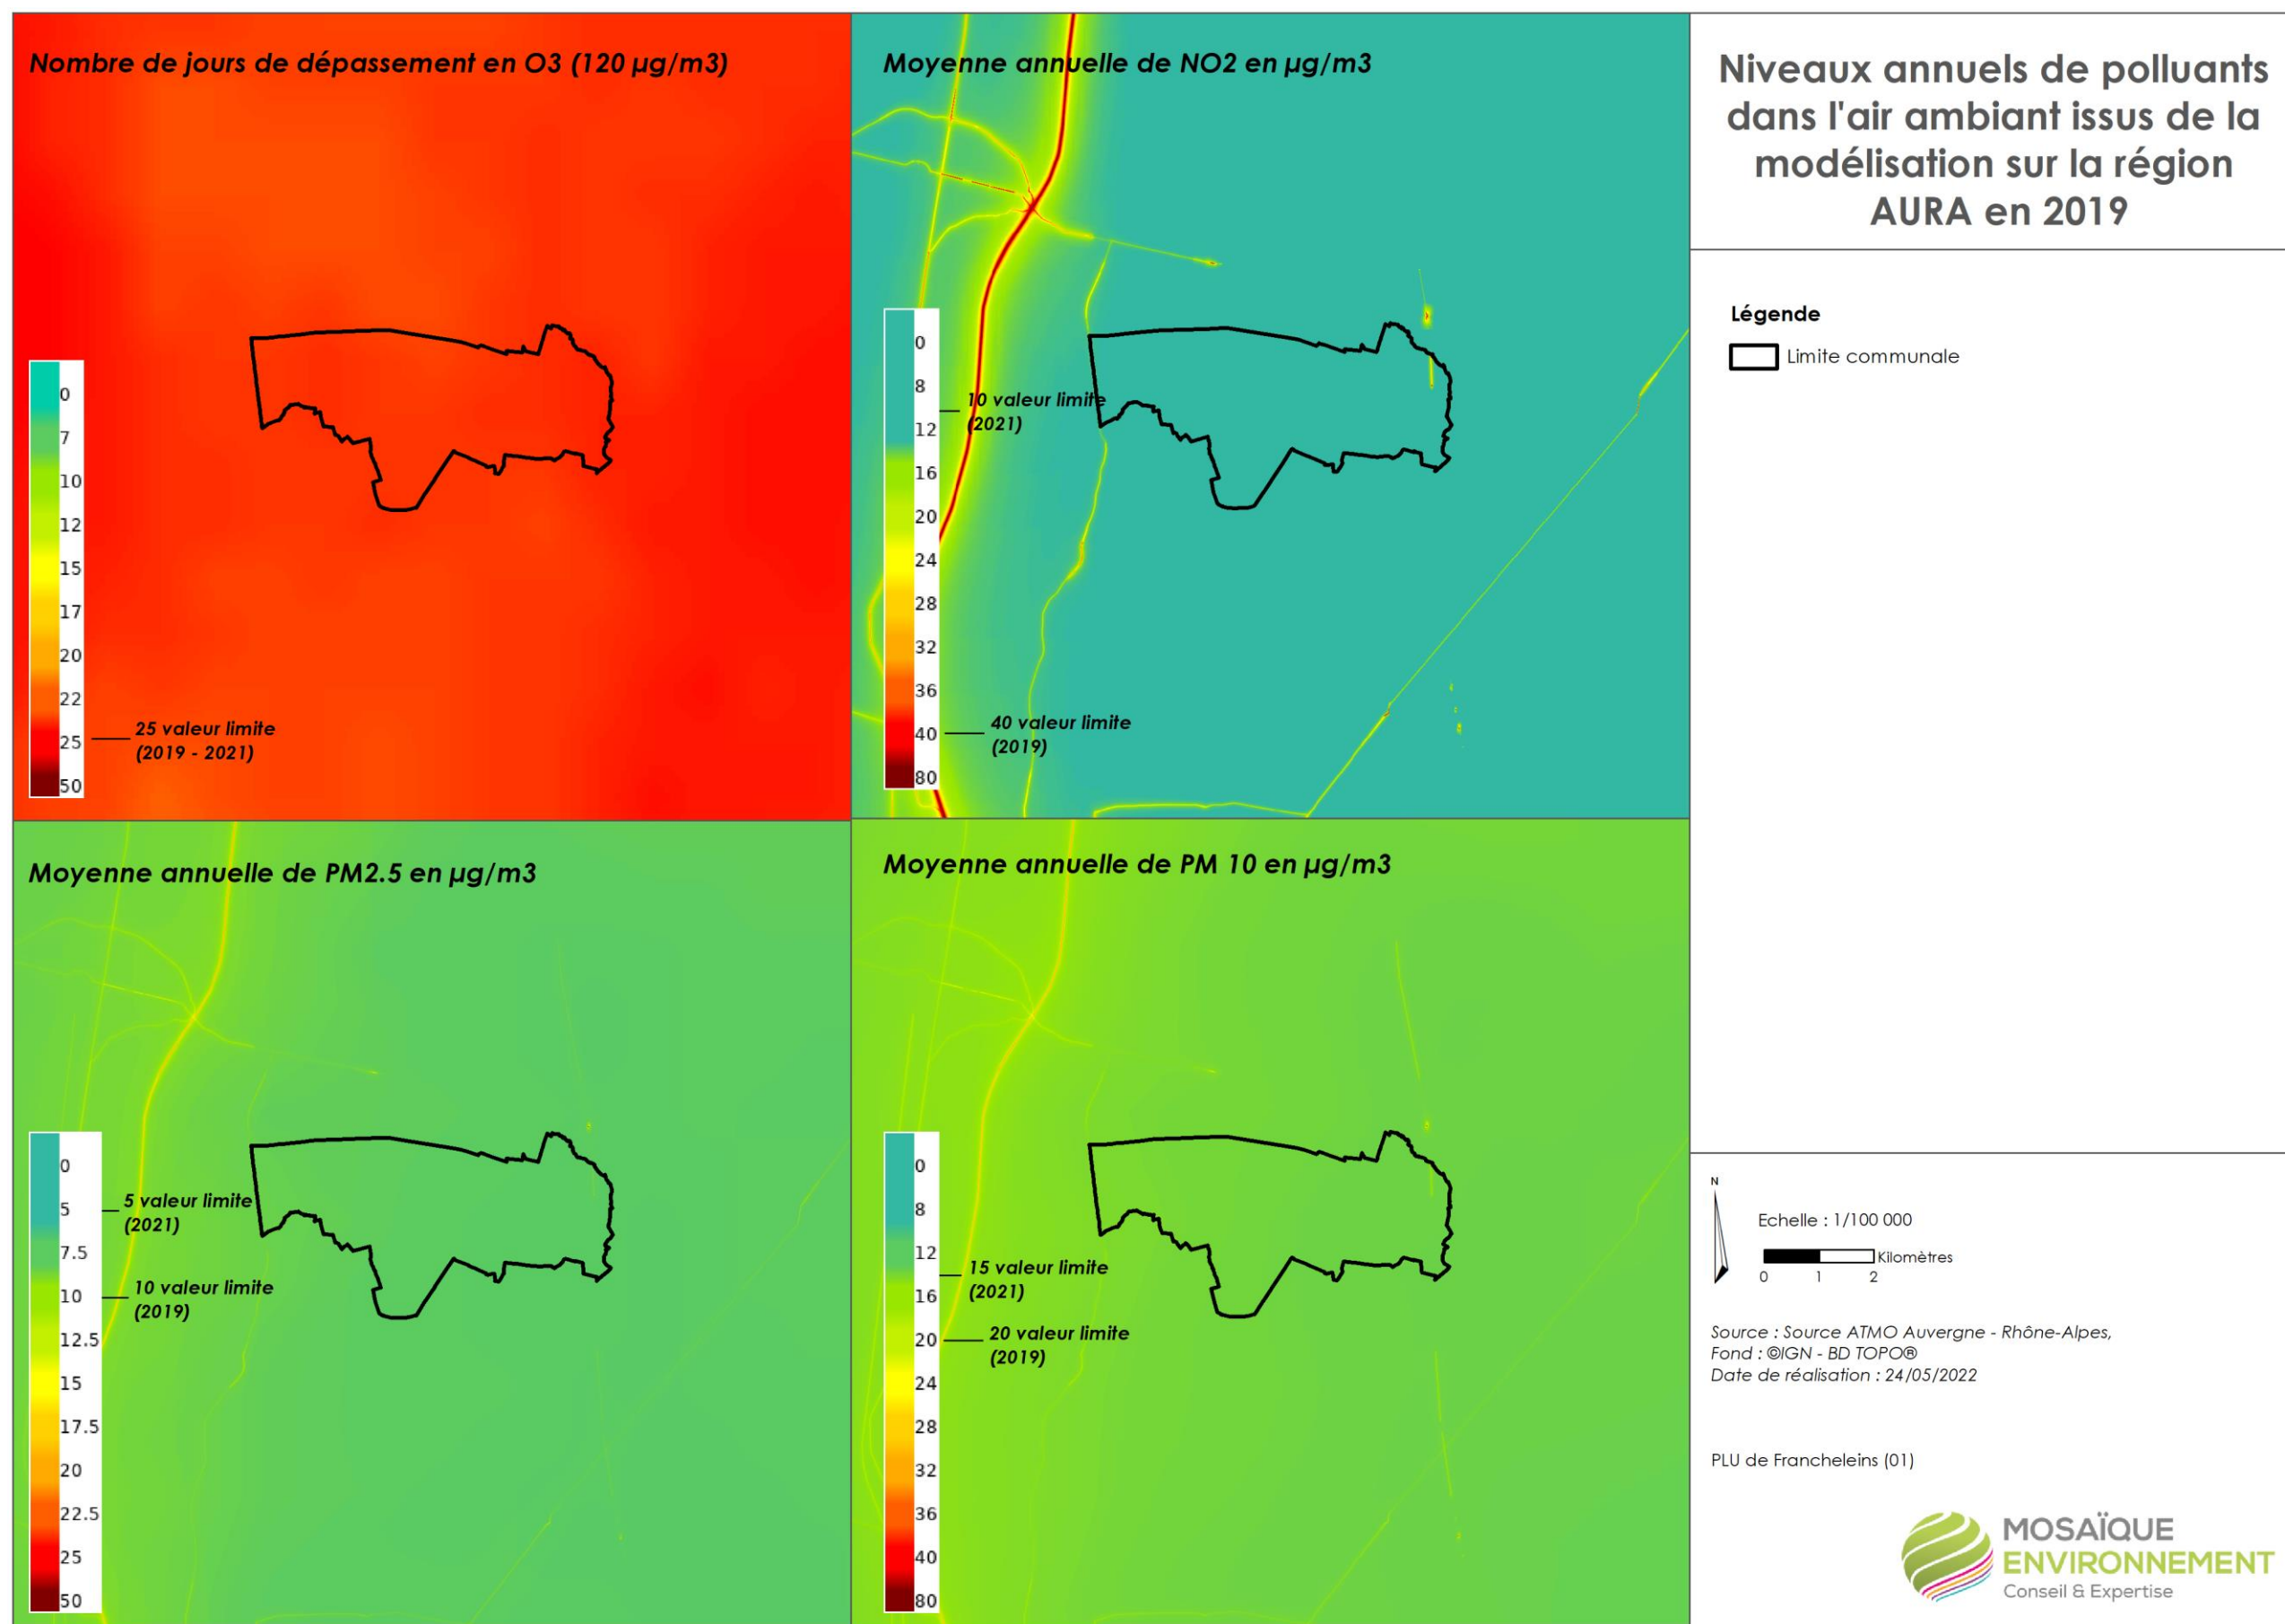 Nombre de jours de dépassement en O3 (120 µg/m3)
0
7
10
12
15
17
20
22
25
50
25 valeur limite
(2019 - 2021)
Moyenne annuelle de NO2 en µg/m3
0
8
12
16
20
24
28
32
36
40
80
10 valeur limite
(2021)
40 valeur limite
(2019)
Moyenne annuelle de PM2.5 en µg/m3
0
5
7.5
10
12.5
15
17.5
20
22.5
25
50
5 valeur limite
(2021)
10 valeur limite
(2019)
Moyenne annuelle de PM 10 en µg/m3
0
8
12
16
20
24
28
32
36
40
80
15 valeur limite
(2021)
20 valeur limite
(2019)
Niveaux annuels de polluants
dans l'air ambiant issus de la
modélisation sur la région
AURA en 2019
Légende
Limite communale
N
Echelle : 1/100 000
Kilomètres
0 1 2
Source : Source ATMO Auvergne - Rhône-Alpes,
Fond : ©IGN - BD TOPO®
Date de réalisation : 24/05/2022
PLU de Francheleins (01)
MOSAÏQUE
ENVIRONNEMENT
Conseil & Expertise